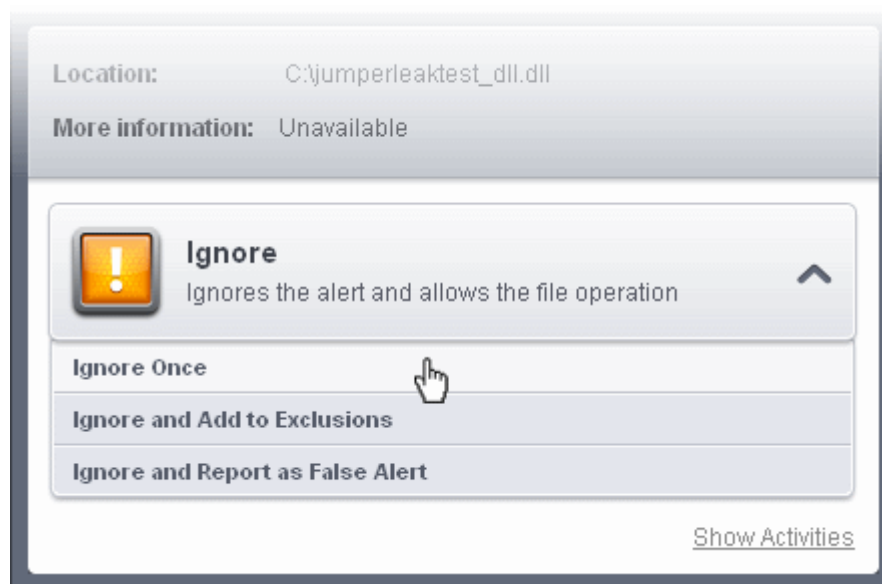 Location: C:\jumperleaktest_dll.dll
More information: Unavailable
Ignore
Ignores the alert and allows the file operation
Ignore Once
Ignore and Add to Exclusions
Ignore and Report as False Alert
Show Activities